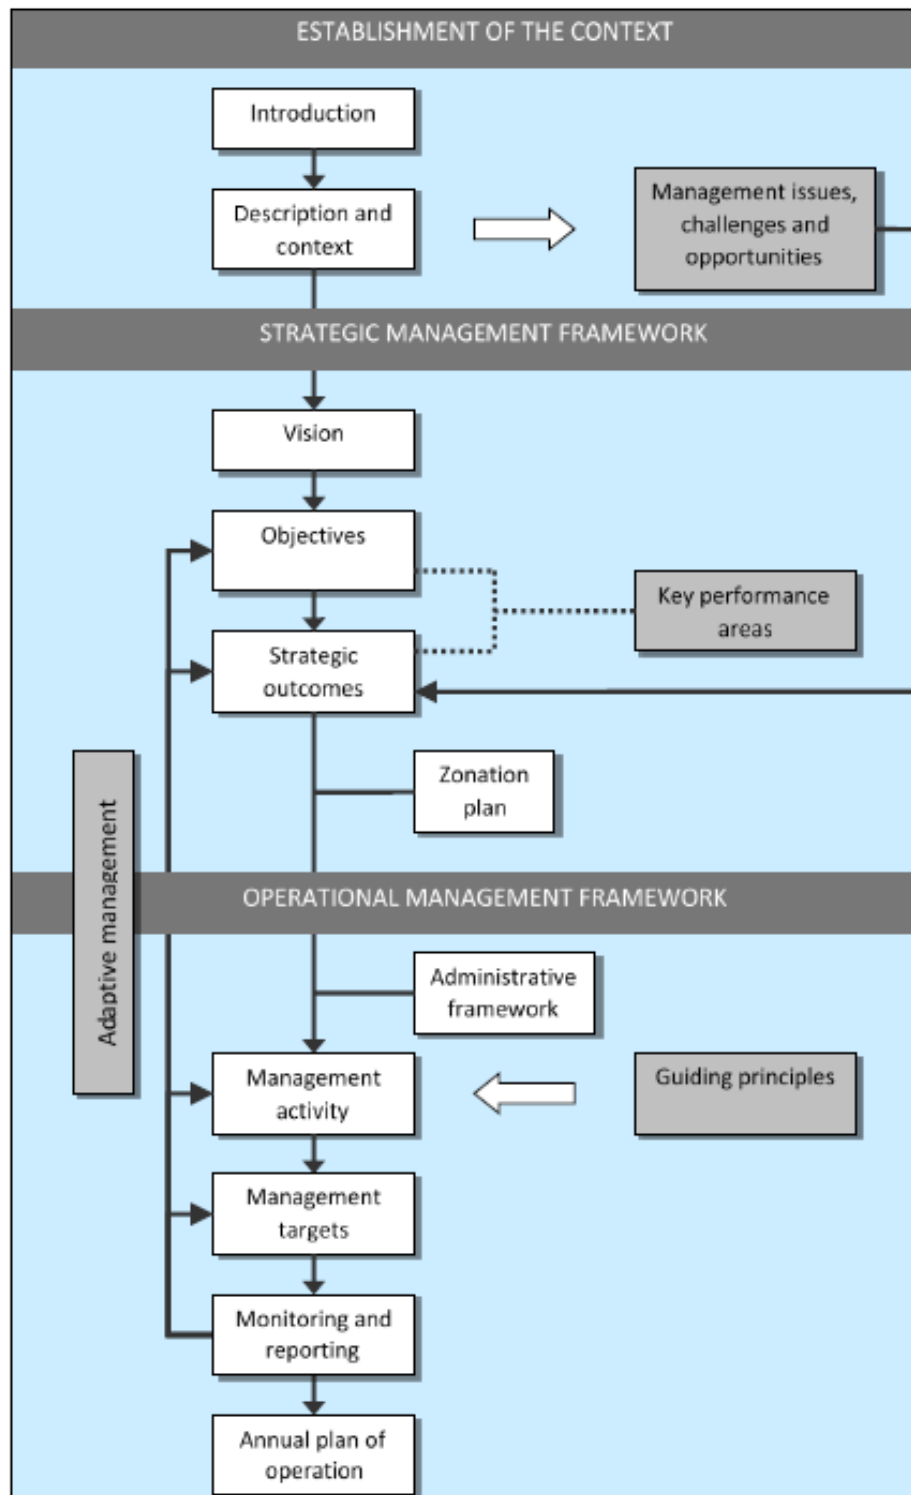 ESTABLISHMENT OF THE CONTEXT
Introduction
Description and
context
Management issues,
challenges and
opportunities
STRATEGIC MANAGEMENT FRAMEWORK
Vision
Objectives
Key performance
areas
Strategic
outcomes
Zonation
plan
Adaptive management
OPERATIONAL MANAGEMENT FRAMEWORK
Administrative
framework
Management
activity
Guiding principles
Management
targets
Monitoring and
reporting
Annual plan of
operation